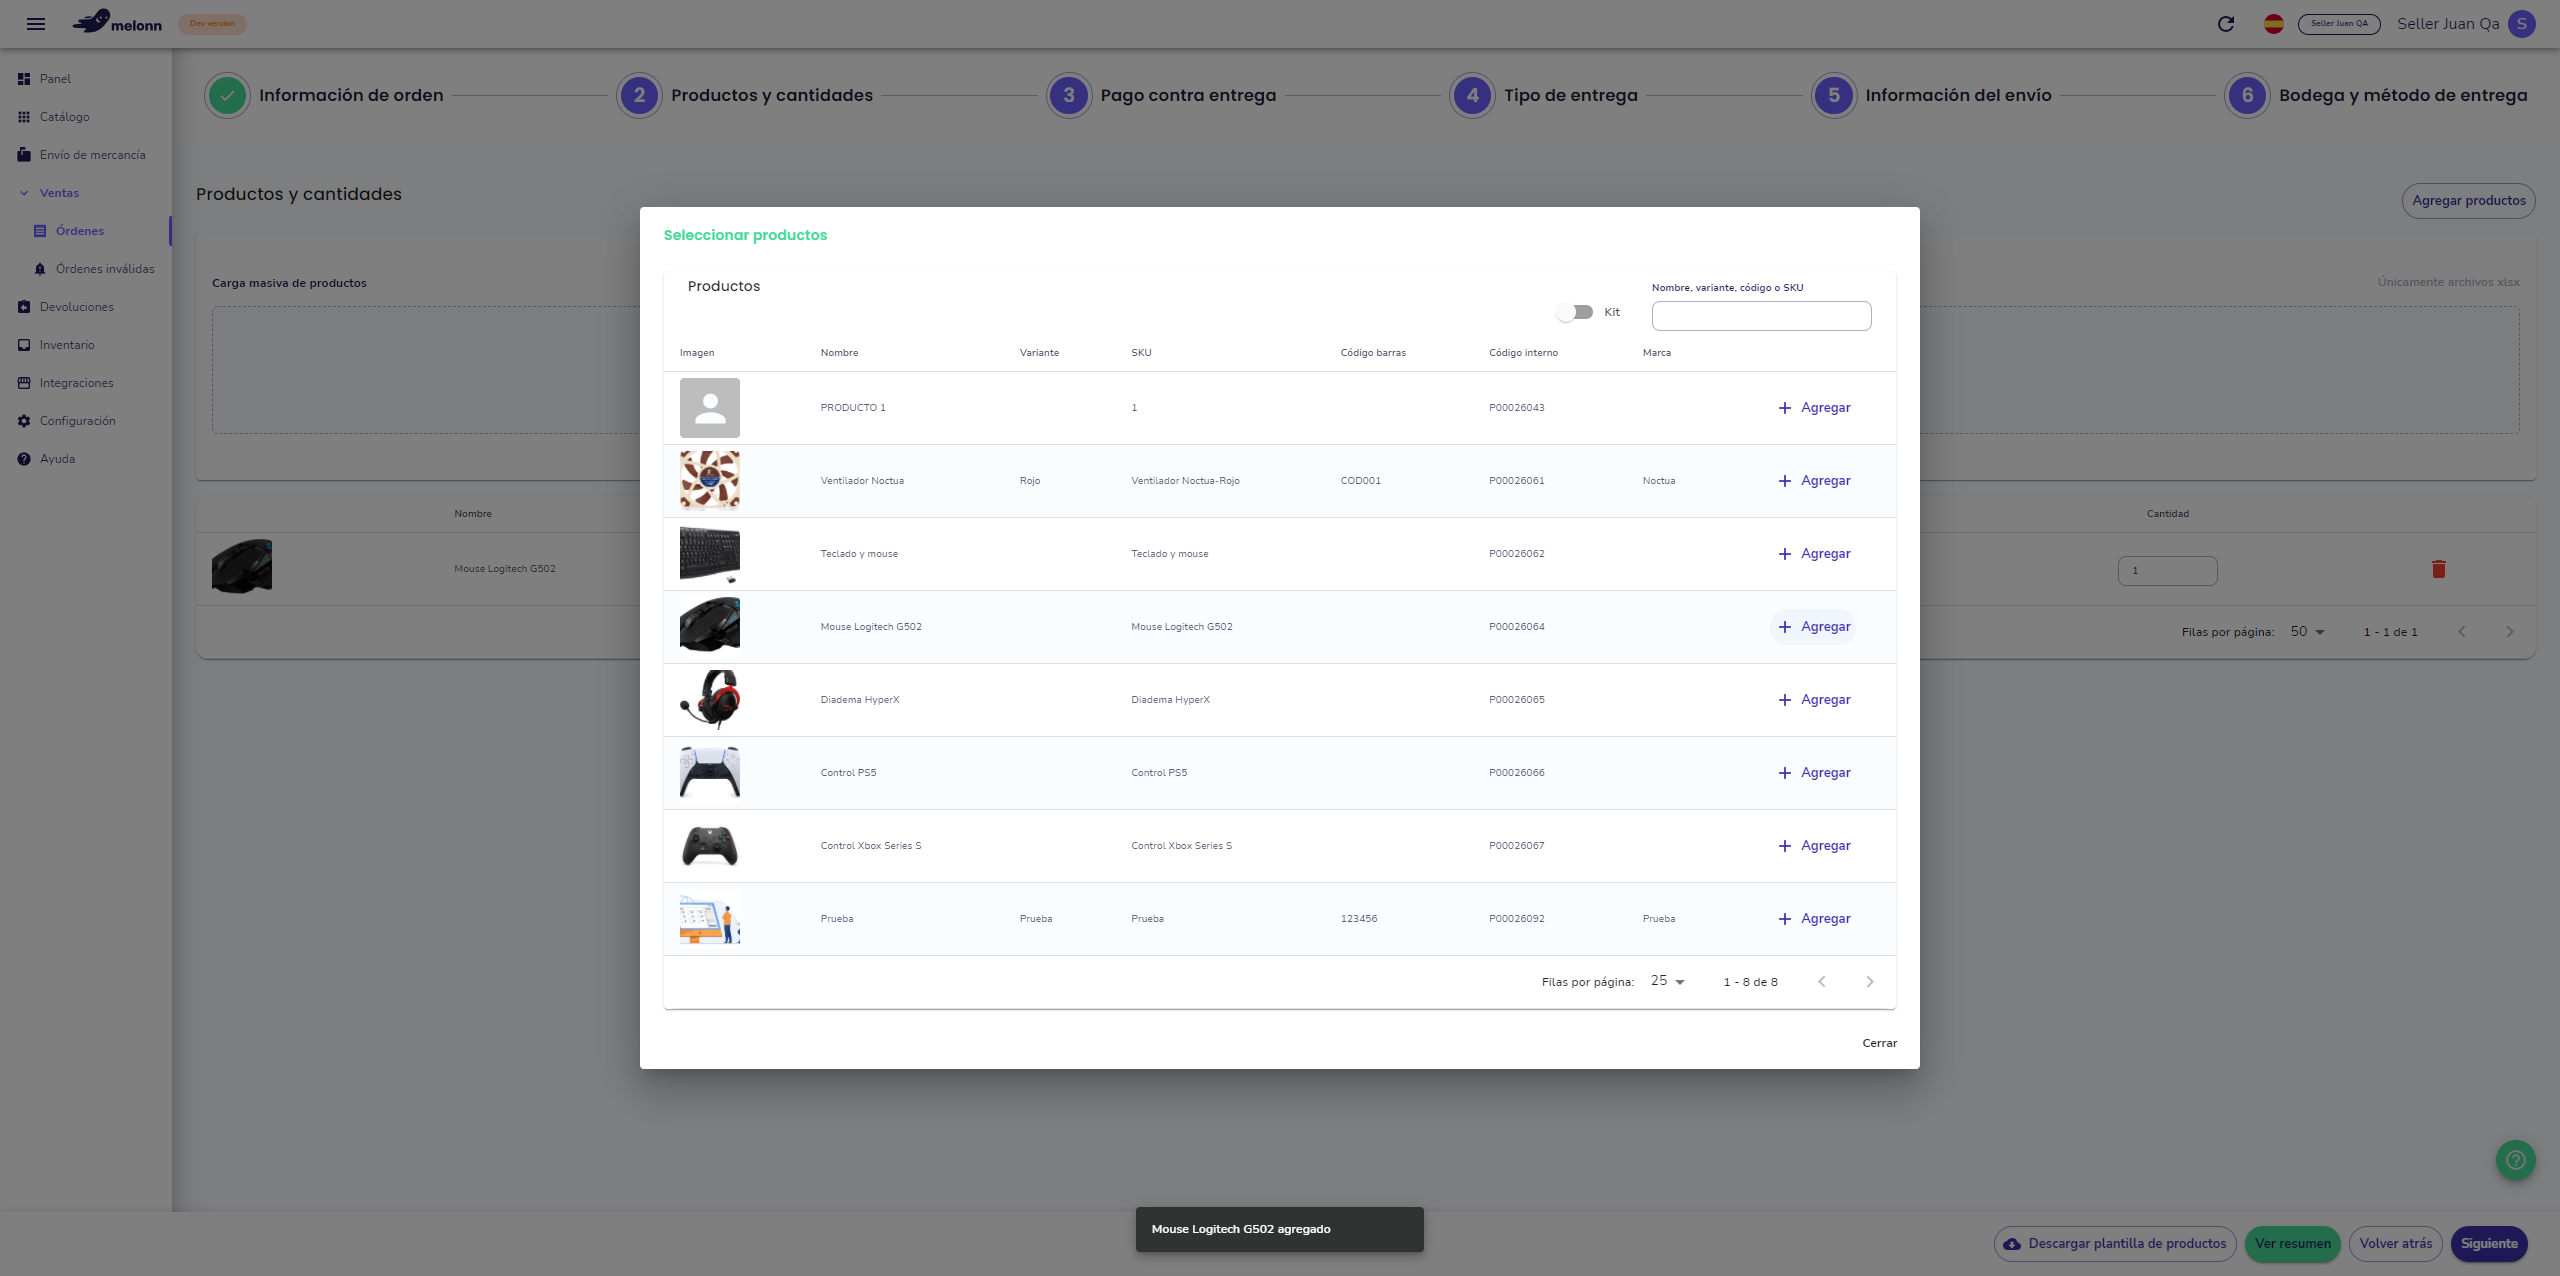 melonn
Dev version
Seller Juan QA
Seller Juan Qa
S
Panel
Catálogo
Envío de mercancía
Ventas
Órdenes
Órdenes inválidas
Devoluciones
Inventario
Integraciones
Configuración
Ayuda
Información de orden
2 Productos y cantidades
3 Pago contra entrega
4 Tipo de entrega
5 Información del envío
6 Bodega y método de entrega
Productos y cantidades
Agregar productos
Carga masiva de productos
Únicamente archivos xlsx
Nombre
Cantidad
Mouse Logitech G502
1
Filas por página: 50 1 - 1 de 1
Seleccionar productos
Productos
Kit
Nombre, variante, código o SKU
Imagen Nombre Variante SKU Código barras Código interno Marca
PRODUCTO 1 1 P00026043 Agregar
Ventilador Noctua Rojo Ventilador Noctua-Rojo COD001 P00026061 Noctua Agregar
Teclado y mouse Teclado y mouse P00026062 Agregar
Mouse Logitech G502 Mouse Logitech G502 P00026064 Agregar
Diadema HyperX Diadema HyperX P00026065 Agregar
Control PS5 Control PS5 P00026066 Agregar
Control Xbox Series S Control Xbox Series S P00026067 Agregar
Prueba Prueba Prueba 123456 P00026092 Prueba Agregar
Filas por página: 25 1 - 8 de 8
Cerrar
Mouse Logitech G502 agregado
Descargar plantilla de productos
Ver resumen
Volver atrás
Siguiente